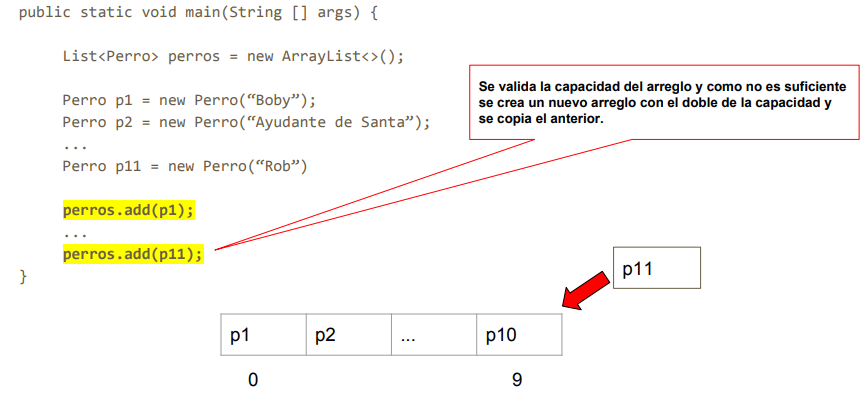 public static void main(String [] args) {
List<Perro> perros = new ArrayList<>();
Perro p1 = new Perro(“Boby”);
Perro p2 = new Perro(“Ayudante de Santa”);
...
Perro p11 = new Perro(“Rob”)
perros.add(p1);
...
perros.add(p11);
}
Se valida la capacidad del arreglo y como no es suficiente
se crea un nuevo arreglo con el doble de la capacidad y
se copia el anterior.
p11
p1 p2 ... p10
0 9